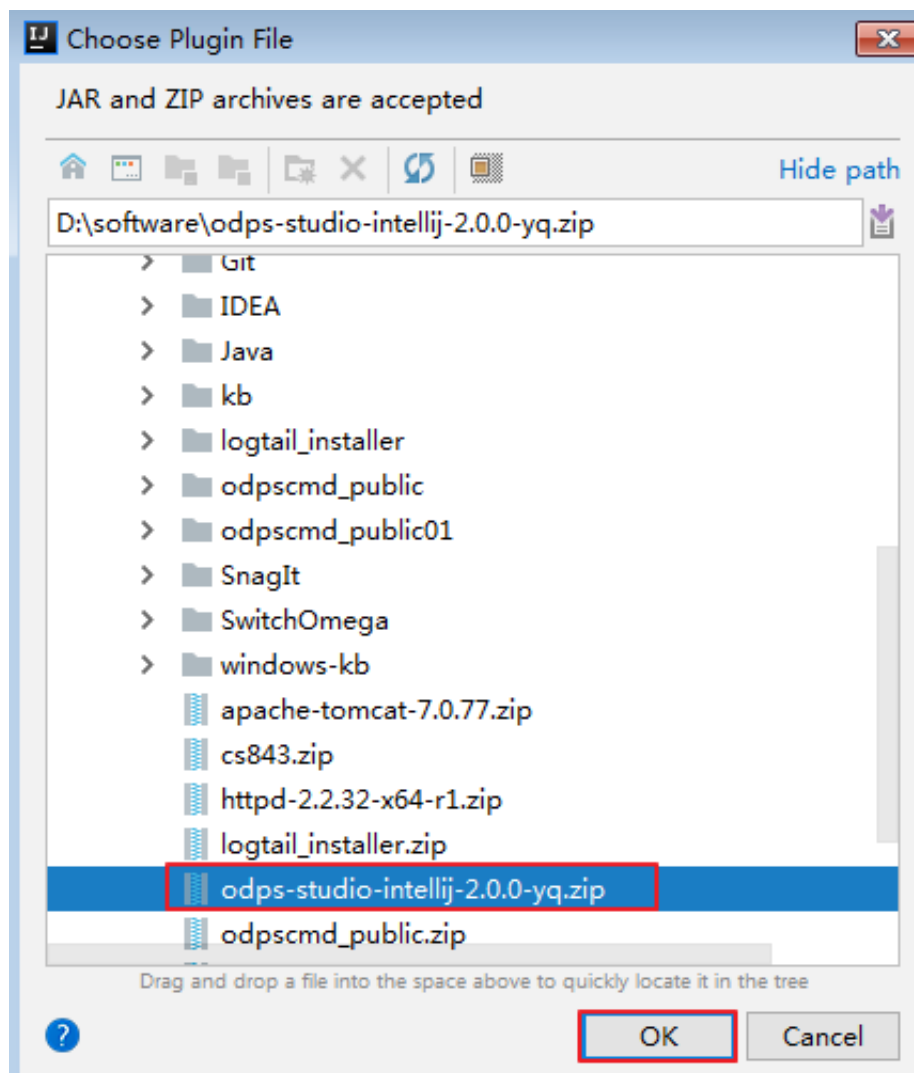 IJ Choose Plugin File
JAR and ZIP archives are accepted
Hide path
D:\software\odps-studio-intellij-2.0.0-yq.zip
Git
IDEA
Java
kb
logtail_installer
odpscmd_public
odpscmd_public01
SnagIt
SwitchOmega
windows-kb
apache-tomcat-7.0.77.zip
cs843.zip
httpd-2.2.32-x64-r1.zip
logtail_installer.zip
odps-studio-intellij-2.0.0-yq.zip
odpscmd_public.zip
Drag and drop a file into the space above to quickly locate it in the tree
? OK Cancel